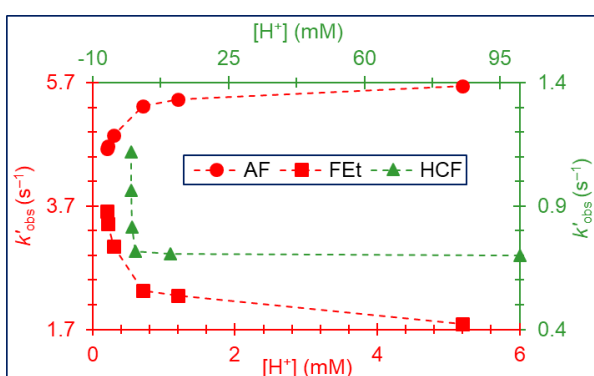 [H⁺] (mM)
-10 25 60 95
5.7 1.4
AF FEt HCF
k′obs (s⁻¹) 3.7 0.9 k′obs (s⁻¹)
1.7 0.4
0 2 4 6
[H⁺] (mM)